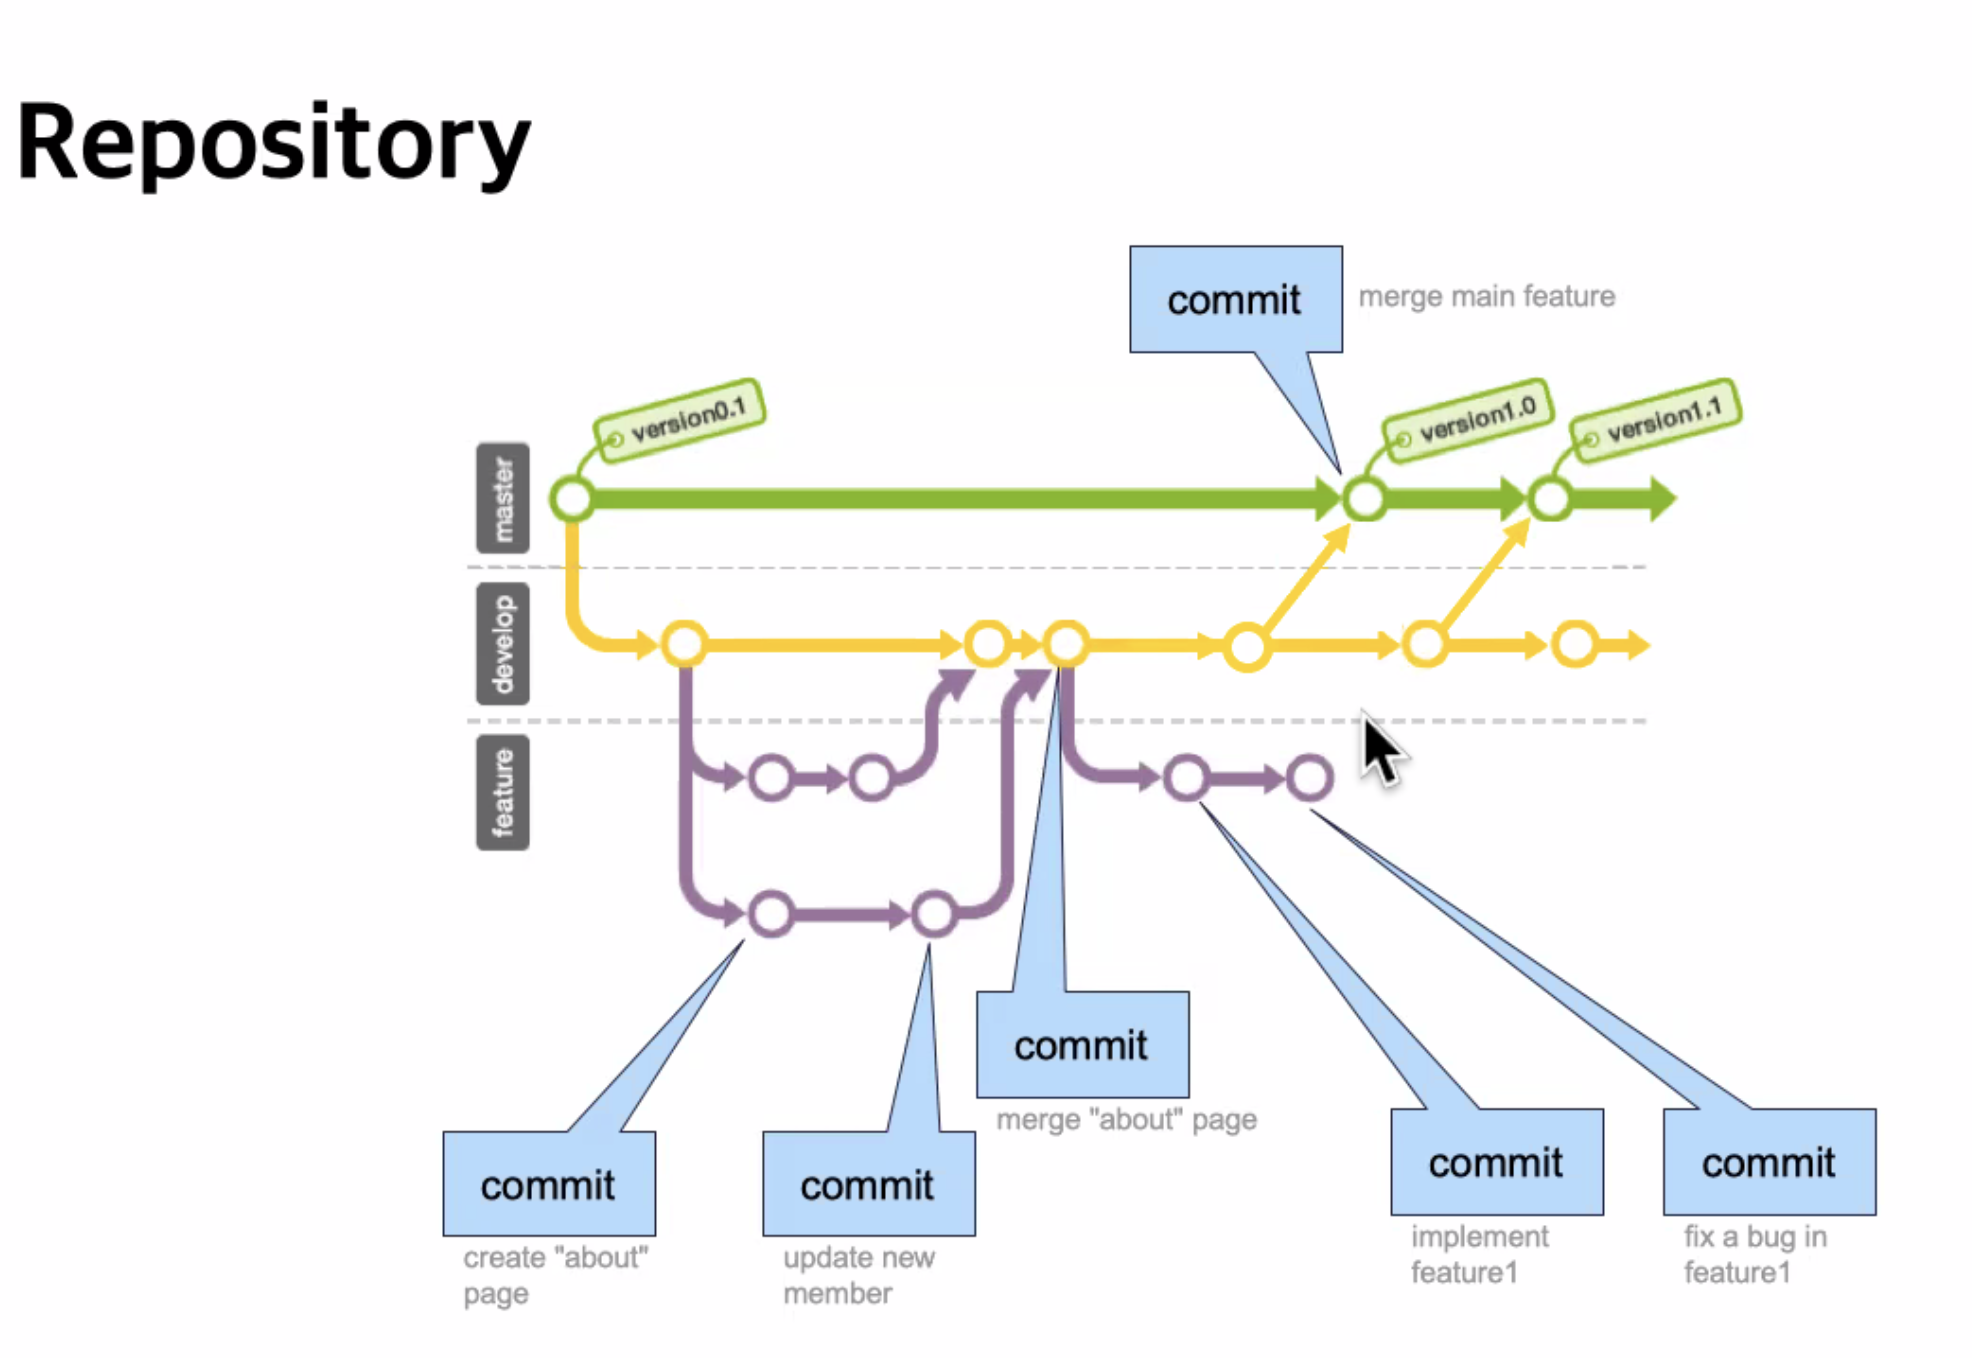 Repository
commit
merge main feature
version0.1
version1.0
version1.1
master
develop
feature
commit
merge "about" page
commit
create "about"
page
commit
update new
member
commit
implement
feature1
commit
fix a bug in
feature1